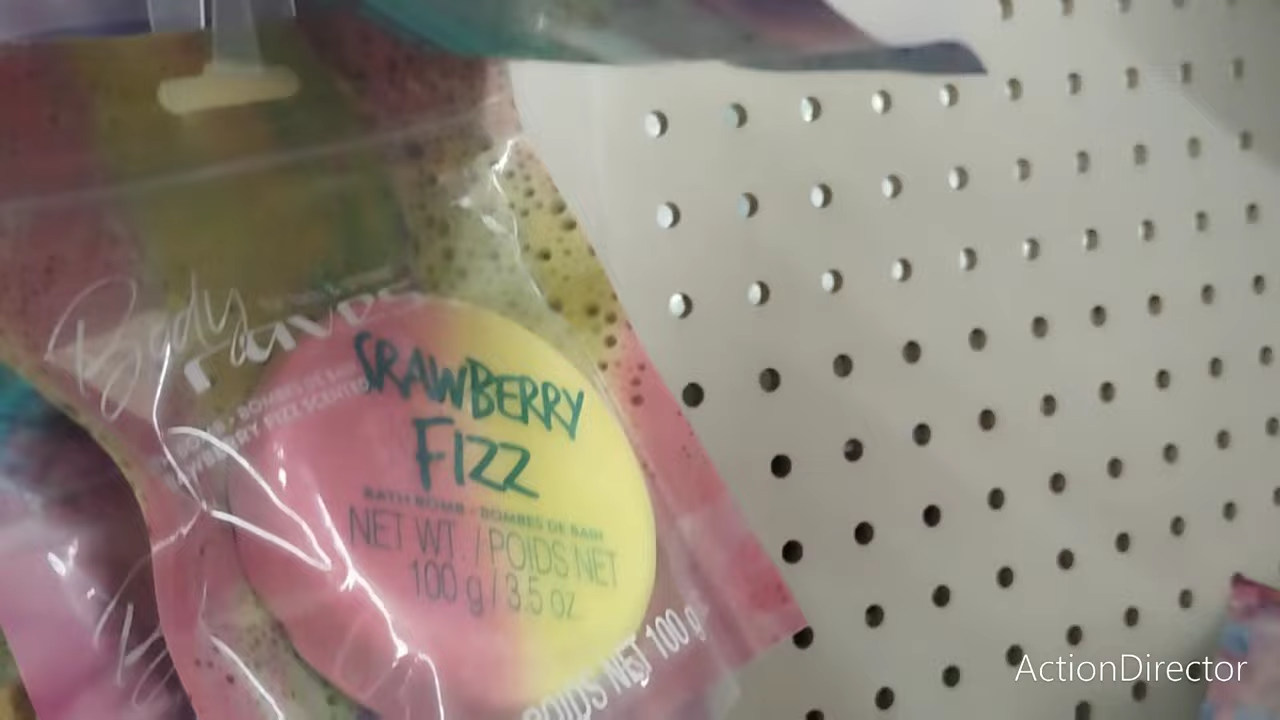 Body
SRAWBERRY
FIZZ
BATH BOMB • BOMBES DE BAIN
NET WT. / POIDS NET
100 g / 3.5 oz
POIDS NET 100 g
ActionDirector